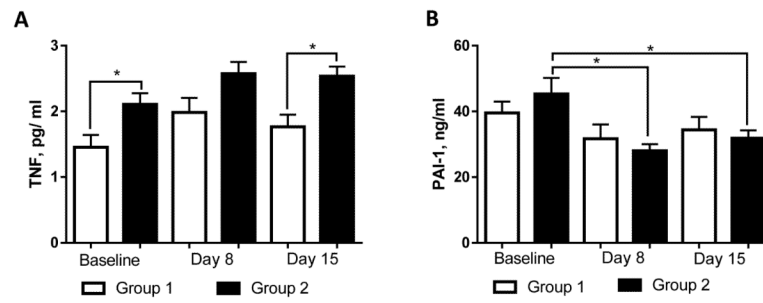 A
TNF, pg/ ml
3
2
1
0
*
*
Baseline Day 8 Day 15
Group 1 Group 2
B
PAI-1, ng/ml
60
40
20
0
*
*
Baseline Day 8 Day 15
Group 1 Group 2